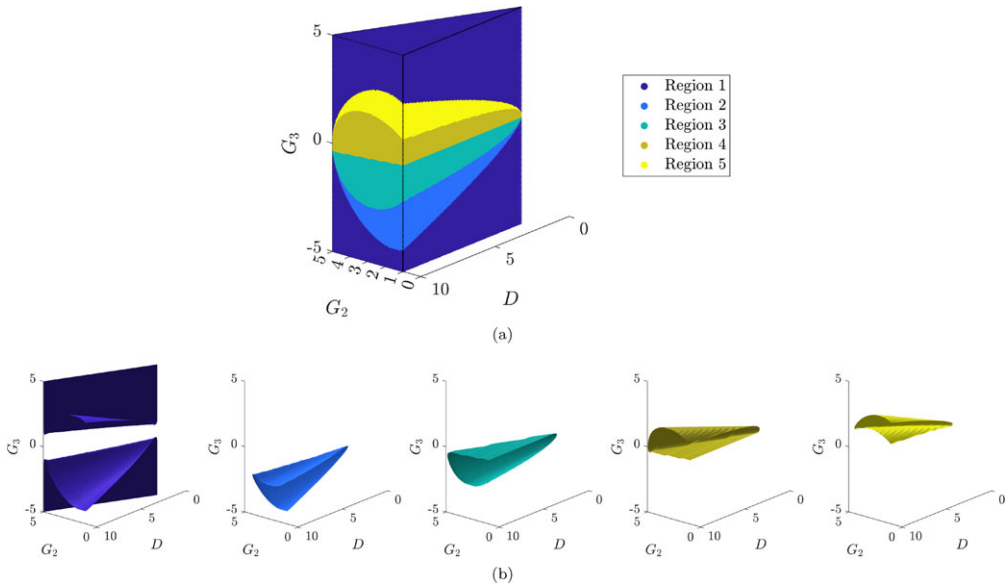 5
Region 1
Region 2
Region 3
Region 4
Region 5
G3
0
-5
0
5 4 3 2 1 0
10
5
G2
D
(a)
5 5 5 5 5
G3 0 G3 0 G3 0 G3 0 G3 0
-5 0 -5 0 -5 0 -5 0 -5 0
5 5 5 5 5 5 5 5 5 5
G2 0 10 D G2 0 10 D G2 0 10 D G2 0 10 D G2 0 10 D
(b)